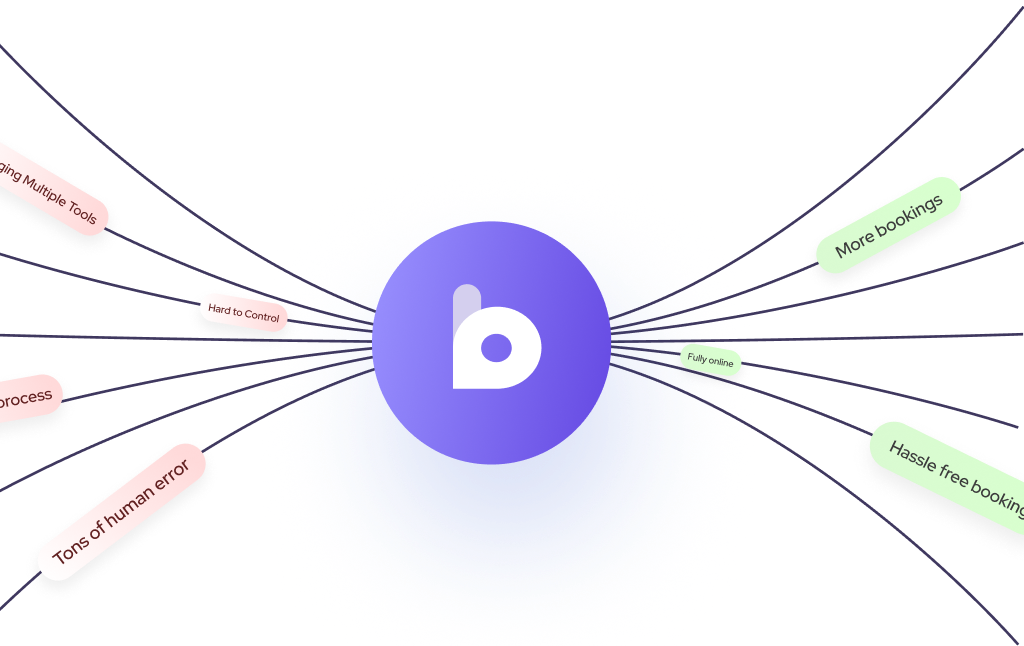 ging Multiple Tools
More bookings
Hard to Control
Fully online
process
Hassle free booking
Tons of human error